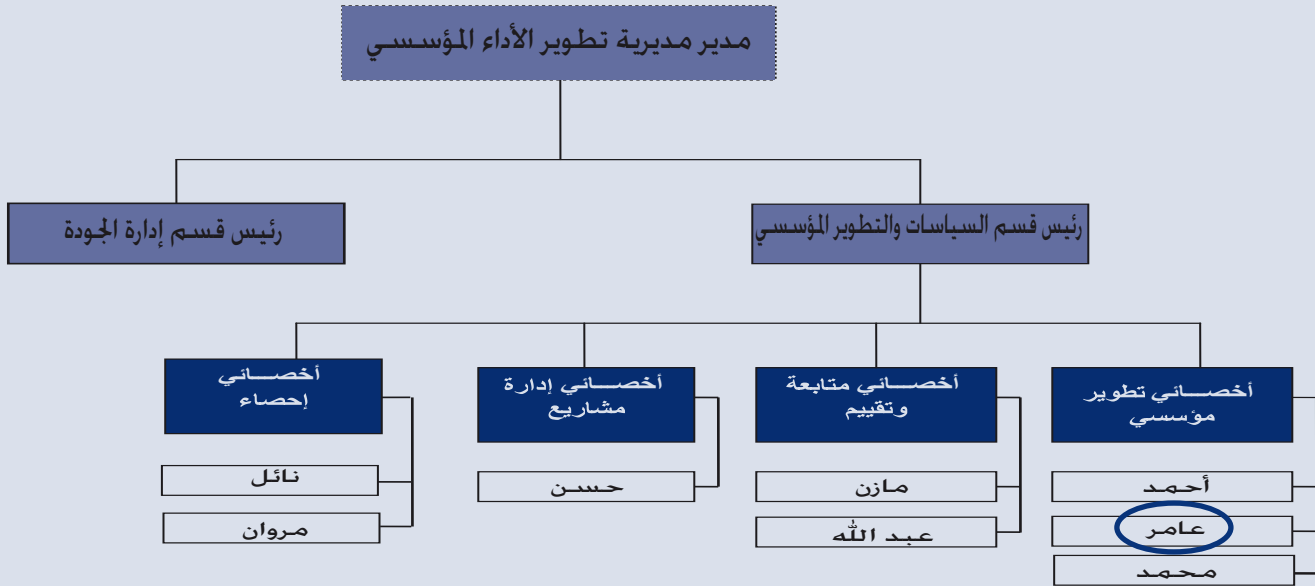 مدير مديرية تطوير الأداء المؤسسي
رئيس قسم السياسات والتطوير المؤسسي
رئيس قسم إدارة الجودة
أخصائي تطوير
مؤسسي
أحمد
عامر
محمد
أخصائي متابعة
وتقييم
مازن
عبد الله
أخصائي إدارة
مشاريع
حسن
أخصائي
إحصاء
نائل
مروان